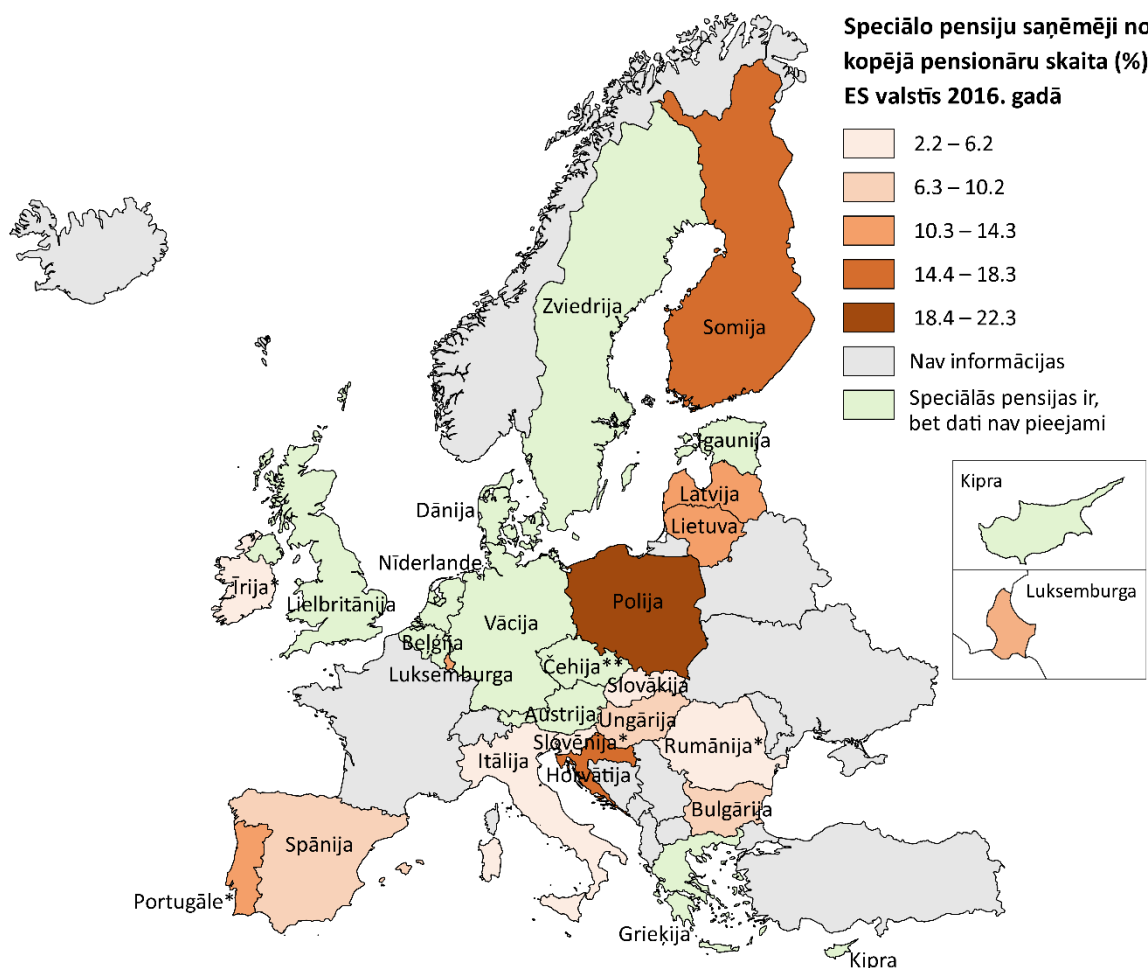 Speciālo pensiju saņēmēji no
kopējā pensionāru skaita (%)
ES valstīs 2016. gadā
2.2 – 6.2
6.3 – 10.2
10.3 – 14.3
14.4 – 18.3
18.4 – 22.3
Nav informācijas
Speciālās pensijas ir,
bet dati nav pieejami
Zviedrija
Somija
Igaunija
Latvija
Lietuva
Dānija
Nīderlande
Īrija*
Lielbritānija
Vācija
Polija
Beļģija
Luksemburga
Čehija**
Slovākija
Austrija
Ungārija
Slovēnija*
Rumānija*
Itālija
Horvātija
Bulgārija
Spānija
Portugāle*
Grieķija
Kipra
Kipra
Luksemburga